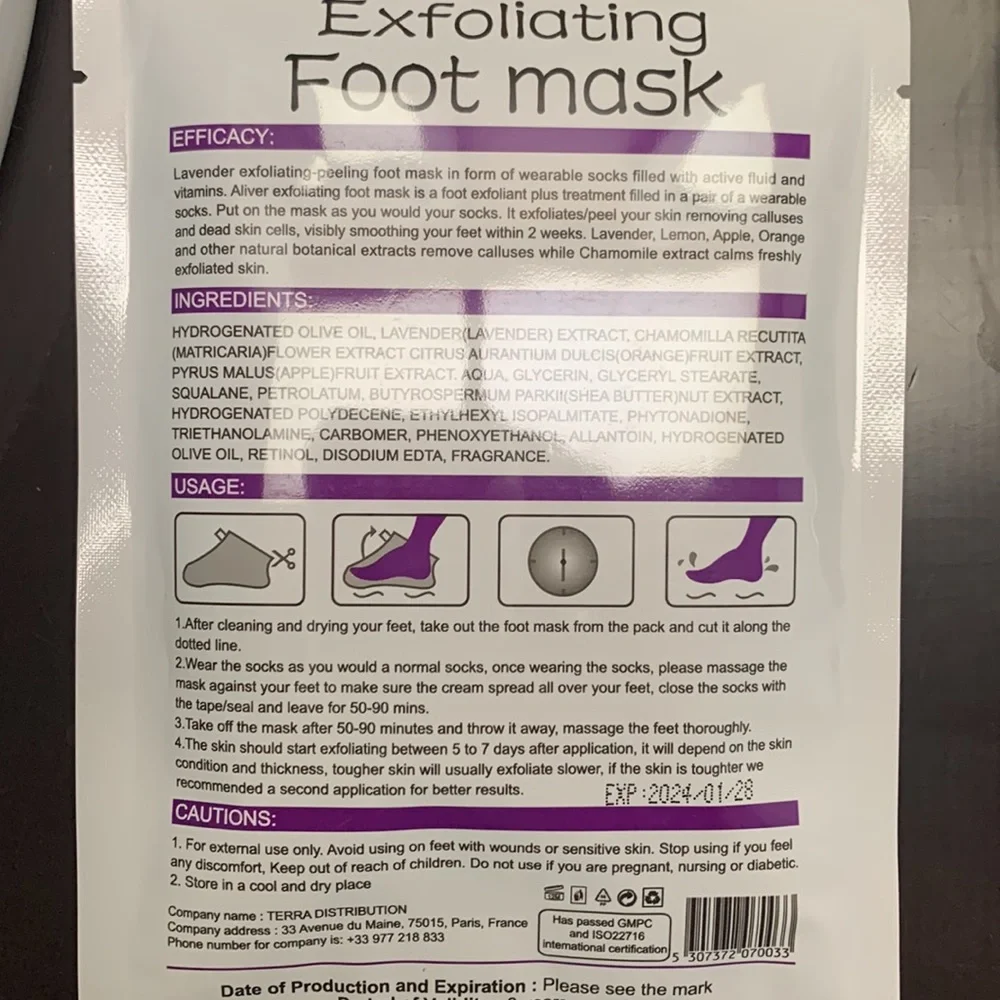 Exfoliating
Foot mask
EFFICACY:
Lavender exfoliating-peeling foot mask in form of wearable socks filled with active fluid and
vitamins. Aliver exfoliating foot mask is a foot exfoliant plus treatment filled in a pair of a wearable
socks. Put on the mask as you would your socks. It exfoliates/peel your skin removing calluses
and dead skin cells, visibly smoothing your feet within 2 weeks. Lavender, Lemon, Apple, Orange
and other natural botanical extracts remove calluses while Chamomile extract calms freshly
exfoliated skin.
INGREDIENTS:
HYDROGENATED OLIVE OIL, LAVENDER(LAVENDER) EXTRACT, CHAMOMILLA RECUTITA
(MATRICARIA)FLOWER EXTRACT CITRUS AURANTIUM DULCIS(ORANGE)FRUIT EXTRACT,
PYRUS MALUS(APPLE)FRUIT EXTRACT. AQUA, GLYCERIN, GLYCERYL STEARATE,
SQUALANE, PETROLATUM, BUTYROSPERMUM PARKII(SHEA BUTTER)NUT EXTRACT,
HYDROGENATED POLYDECENE, ETHYLHEXYL ISOPALMITATE, PHYTONADIONE,
TRIETHANOLAMINE, CARBOMER, PHENOXYETHANOL, ALLANTOIN, HYDROGENATED
OLIVE OIL, RETINOL, DISODIUM EDTA, FRAGRANCE.
USAGE:
1.After cleaning and drying your feet, take out the foot mask from the pack and cut it along the
dotted line.
2.Wear the socks as you would a normal socks, once wearing the socks, please massage the
mask against your feet to make sure the cream spread all over your feet, close the socks with
the tape/seal and leave for 50-90 mins.
3.Take off the mask after 50-90 minutes and throw it away, massage the feet thoroughly.
4.The skin should start exfoliating between 5 to 7 days after application, it will depend on the skin
condition and thickness, tougher skin will usually exfoliate slower, if the skin is toughter we
recommended a second application for better results.
EXP:2024/01/28
CAUTIONS:
1. For external use only. Avoid using on feet with wounds or sensitive skin. Stop using if you feel
any discomfort, Keep out of reach of children. Do not use if you are pregnant, nursing or diabetic.
2. Store in a cool and dry place
Company name : TERRA DISTRIBUTION
Company address : 33 Avenue du Maine, 75015, Paris, France
Phone number for company is: +33 977 218 833
Has passed GMPC
and ISO22716
international certification
5 307372 070033
Date of Production and Expiration : Please see the mark